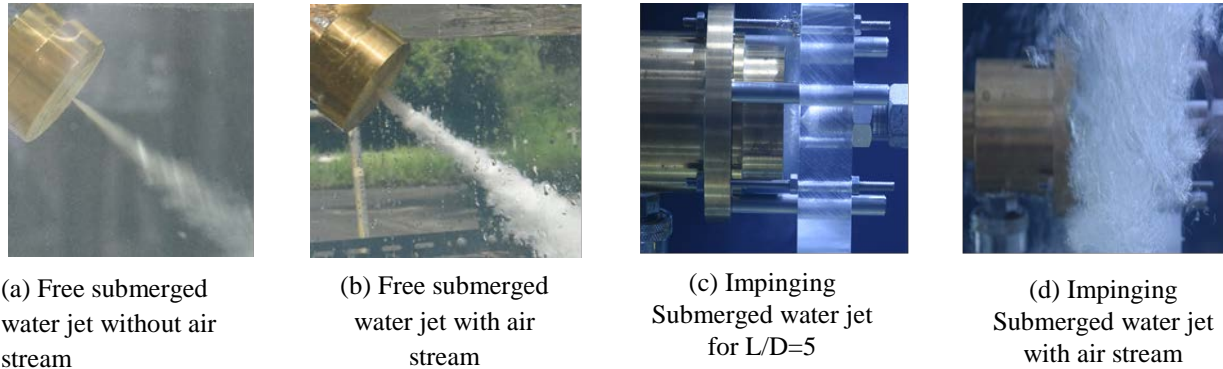 (a) Free submerged
water jet without air
stream
(b) Free submerged
water jet with air
stream
(c) Impinging
Submerged water jet
for L/D=5
(d) Impinging
Submerged water jet
with air stream